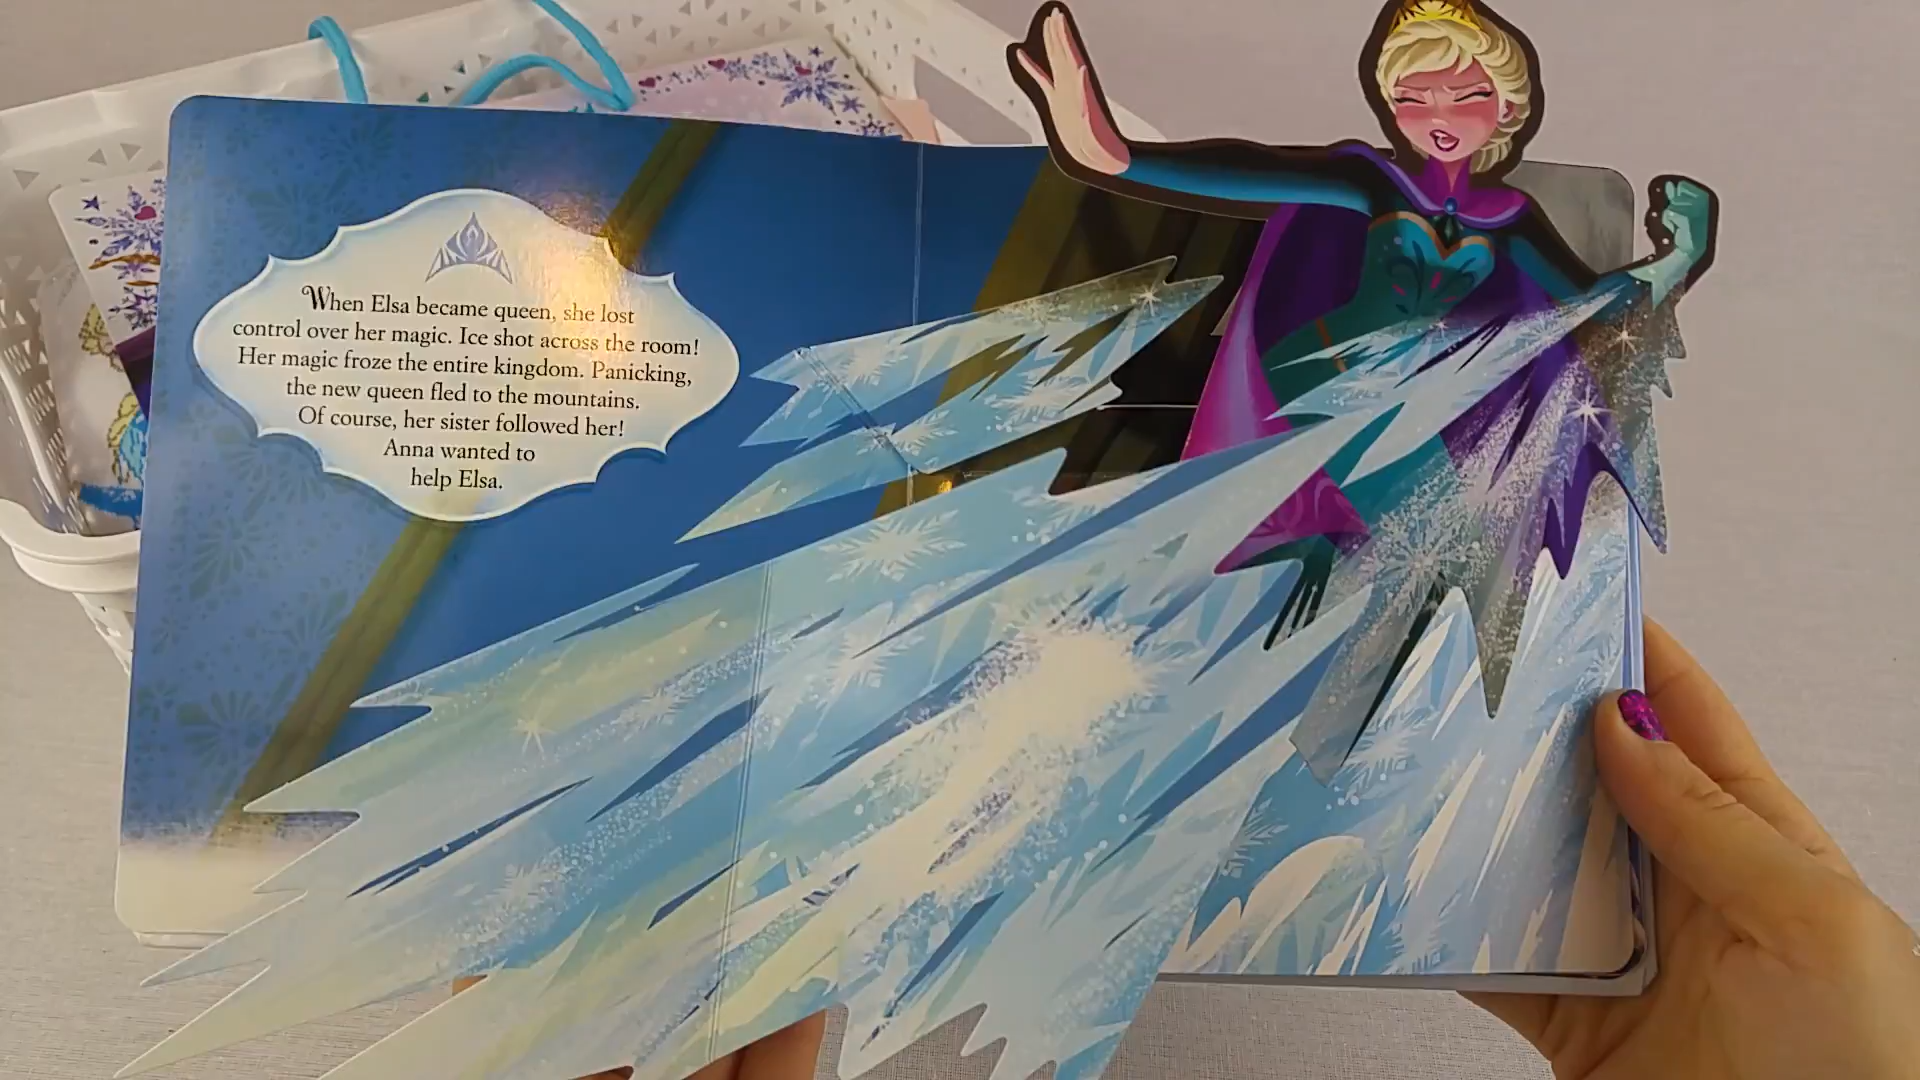 When Elsa became queen, she lost
control over her magic. Ice shot across the room!
Her magic froze the entire kingdom. Panicking,
the new queen fled to the mountains.
Of course, her sister followed her!
Anna wanted to
help Elsa.